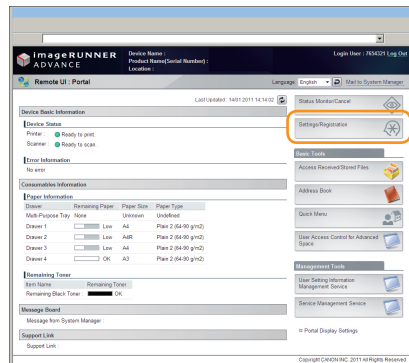 imageRUNNER
ADVANCE
Device Name :
Product Name(Serial Number) :
Location :
Login User : 7654321 Log Out
Remote UI : Portal
Language: English
Mail to System Manager
Last Updated : 14/01 2011 14:14:02
Device Basic Information
Device Status
Printer : Ready to print.
Scanner : Ready to scan.
Error Information
No error
Consumables Information
Paper Information
Drawer Remaining Paper Paper Size Paper Type
Multi-Purpose Tray None Unknown Undefined
Drawer 1 Low A4 Plain 2 (64-90 g/m2)
Drawer 2 Low A4R Plain 2 (64-90 g/m2)
Drawer 3 Low A4 Plain 2 (64-90 g/m2)
Drawer 4 OK A3 Plain 2 (64-90 g/m2)
Remaining Toner
Item Name Remaining Toner
Remaining Black Toner : OK
Message Board
Message from System Manager :
Support Link
Support Link :
Status Monitor/Cancel
Settings/Registration
Basic Tools
Access Received/Stored Files
Address Book
Quick Menu
User Access Control for Advanced
Space
Management Tools
User Setting Information
Management Service
Service Management Service
Portal Display Settings
Copyright CANON INC. 2011 All Rights Reserved